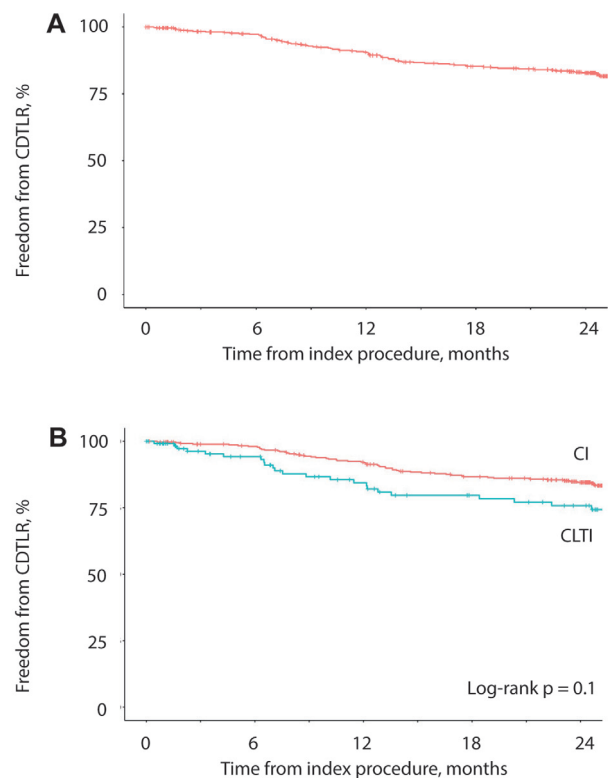 A
Freedom from CDTLR, %
100
75
50
25
0
0 6 12 18 24
Time from index procedure, months
B
Freedom from CDTLR, %
100
75
50
25
0
CI
CLTI
Log-rank p = 0.1
0 6 12 18 24
Time from index procedure, months